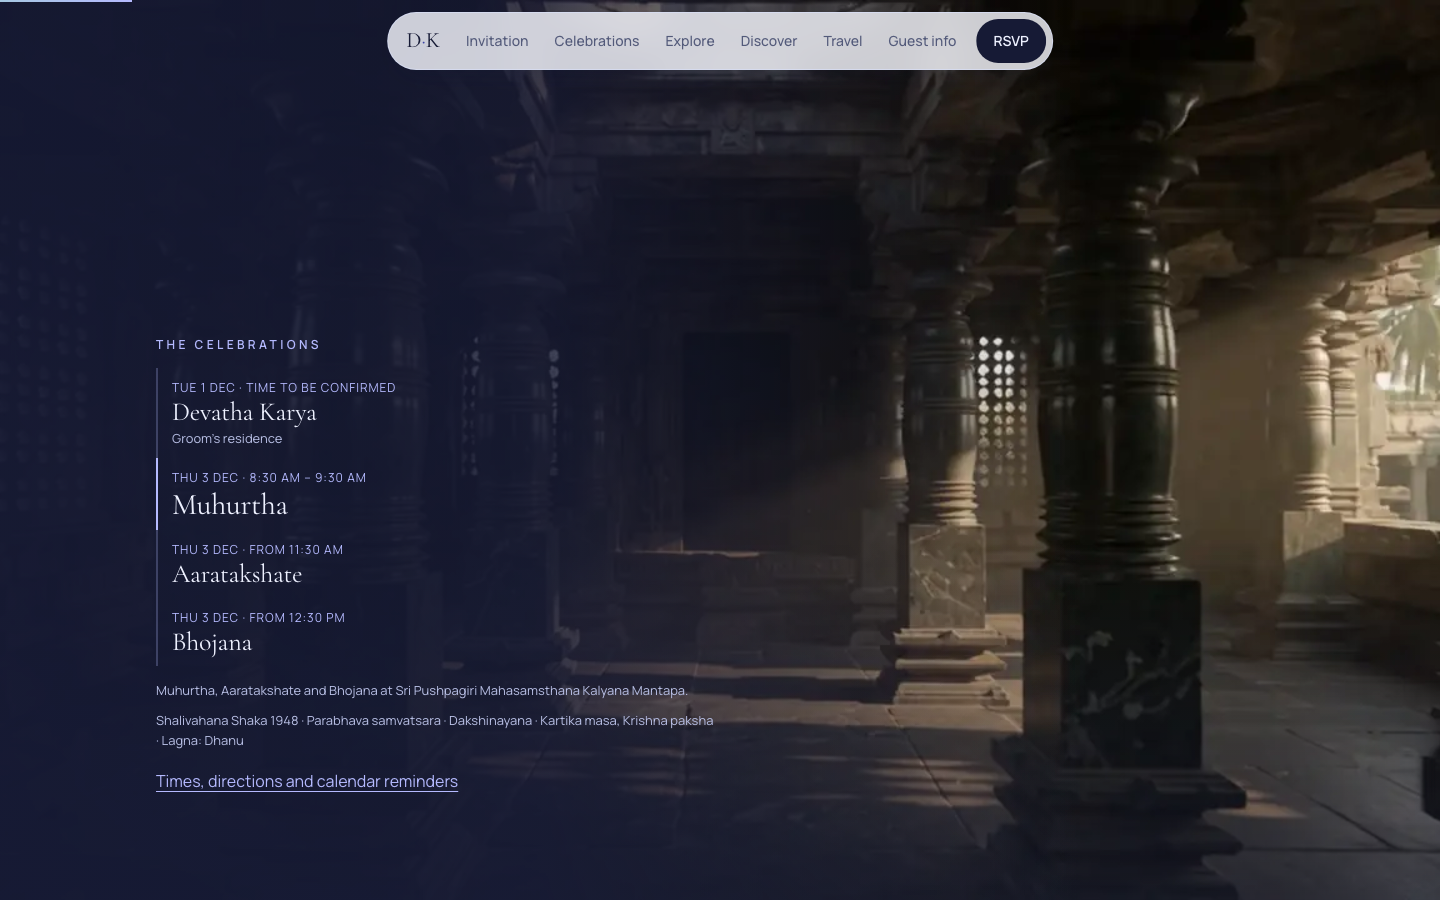 D·K Invitation Celebrations Explore Discover Travel Guest info RSVP
THE CELEBRATIONS
TUE 1 DEC · TIME TO BE CONFIRMED
Devatha Karya
Groom's residence
THU 3 DEC · 8:30 AM – 9:30 AM
Muhurtha
THU 3 DEC · FROM 11:30 AM
Aaratakshate
THU 3 DEC · FROM 12:30 PM
Bhojana
Muhurtha, Aaratakshate and Bhojana at Sri Pushpagiri Mahasamsthana Kalyana Mantapa.
Shalivahana Shaka 1948 · Parabhava samvatsara · Dakshinayana · Kartika masa, Krishna paksha
· Lagna: Dhanu
Times, directions and calendar reminders